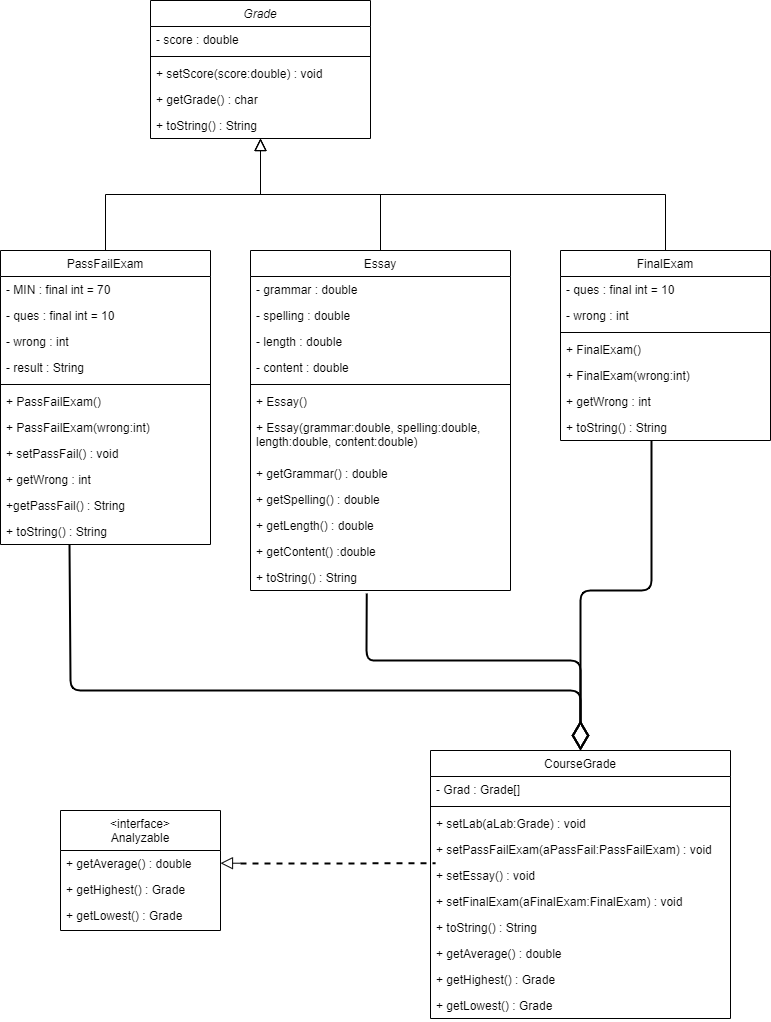 Grade
- score : double
+ setScore(score:double) : void
+ getGrade() : char
+ toString() : String
PassFailExam
- MIN : final int = 70
- ques : final int = 10
- wrong : int
- result : String
+ PassFailExam()
+ PassFailExam(wrong:int)
+ setPassFail() : void
+ getWrong : int
+getPassFail() : String
+ toString() : String
Essay
- grammar : double
- spelling : double
- length : double
- content : double
+ Essay()
+ Essay(grammar:double, spelling:double,
length:double, content:double)
+ getGrammar() : double
+ getSpelling() : double
+ getLength() : double
+ getContent() :double
+ toString() : String
FinalExam
- ques : final int = 10
- wrong : int
+ FinalExam()
+ FinalExam(wrong:int)
+ getWrong : int
+ toString() : String
<interface>
Analyzable
+ getAverage() : double
+ getHighest() : Grade
+ getLowest() : Grade
CourseGrade
- Grad : Grade[]
+ setLab(aLab:Grade) : void
+ setPassFailExam(aPassFail:PassFailExam) : void
+ setEssay() : void
+ setFinalExam(aFinalExam:FinalExam) : void
+ toString() : String
+ getAverage() : double
+ getHighest() : Grade
+ getLowest() : Grade